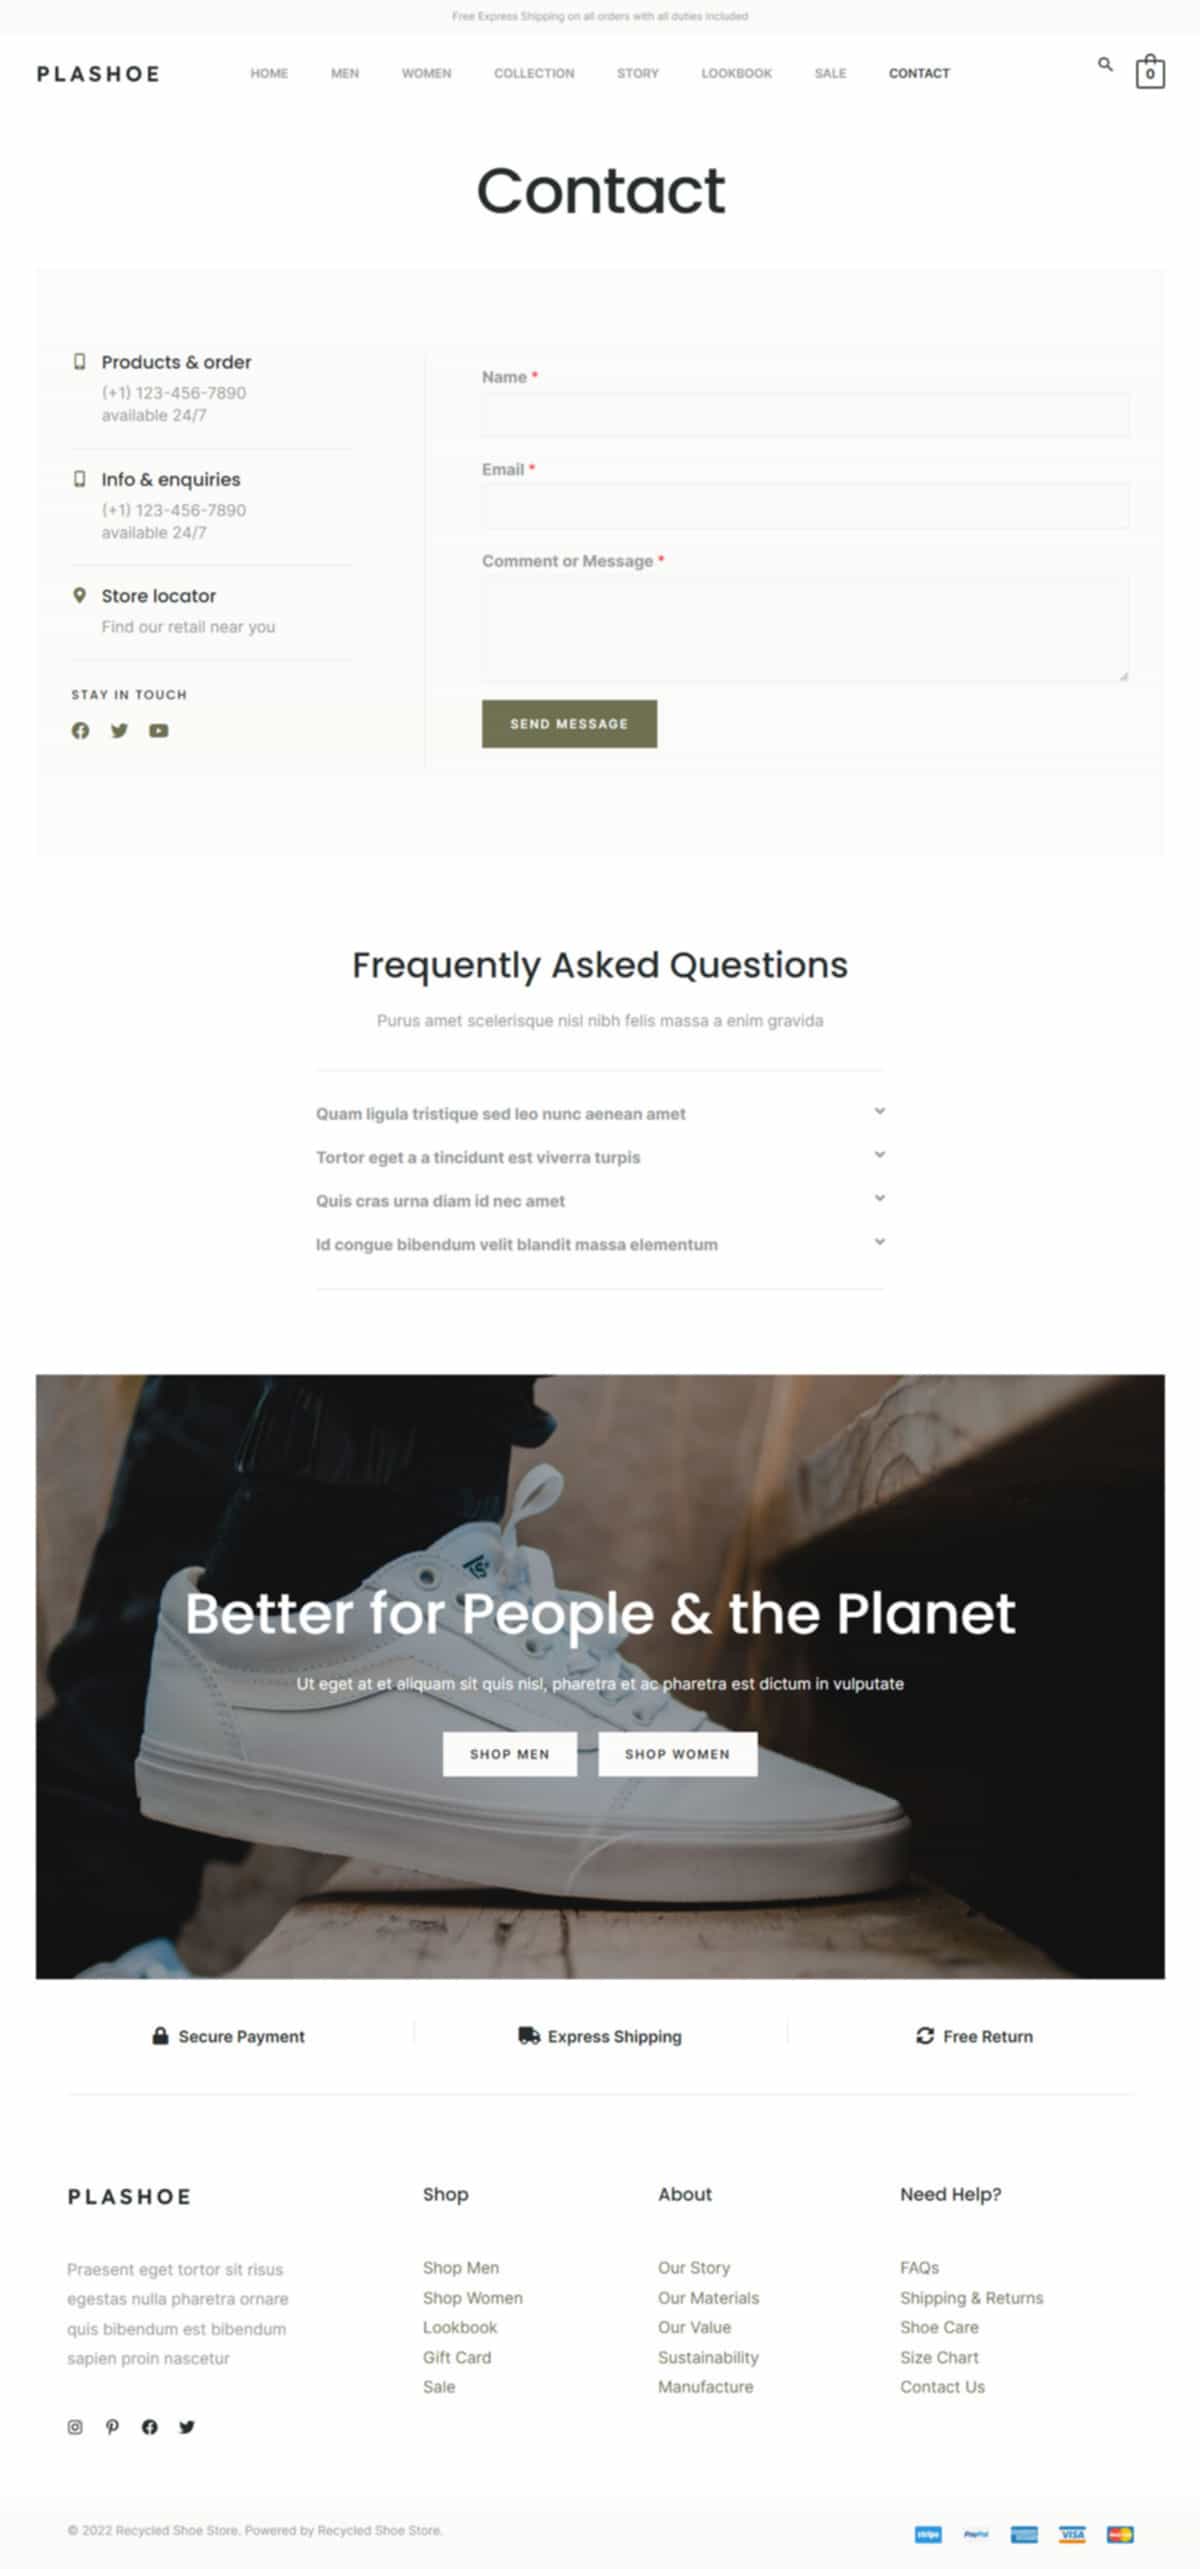 Free Express Shipping on all orders with all duties included
PLASHOE
HOME MEN WOMEN COLLECTION STORY LOOKBOOK SALE CONTACT
0
Contact
Products & order
(+1) 123-456-7890
available 24/7
Info & enquiries
(+1) 123-456-7890
available 24/7
Store locator
Find our retail near you
STAY IN TOUCH
Name *
Email *
Comment or Message *
SEND MESSAGE
Frequently Asked Questions
Purus amet scelerisque nisl nibh felis massa a enim gravida
Quam ligula tristique sed leo nunc aenean amet
Tortor eget a a tincidunt est viverra turpis
Quis cras urna diam id nec amet
Id congue bibendum velit blandit massa elementum
Better for People & the Planet
Ut eget at et aliquam sit quis nisl, pharetra et ac pharetra est dictum in vulputate
SHOP MEN
SHOP WOMEN
Secure Payment
Express Shipping
Free Return
PLASHOE
Praesent eget tortor sit risus
egestas nulla pharetra ornare
quis bibendum est bibendum
sapien proin nascetur
Shop
Shop Men
Shop Women
Lookbook
Gift Card
Sale
About
Our Story
Our Materials
Our Value
Sustainability
Manufacture
Need Help?
FAQs
Shipping & Returns
Shoe Care
Size Chart
Contact Us
© 2022 Recycled Shoe Store. Powered by Recycled Shoe Store.
stripe
PayPal
VISA